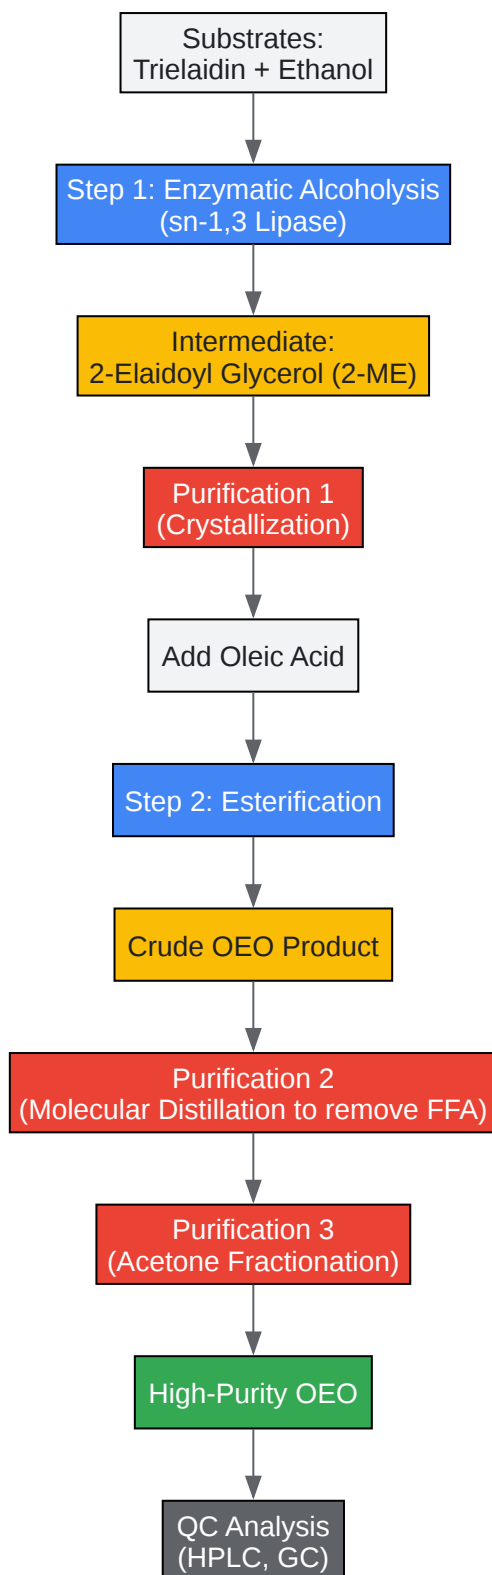 Substrates:
Trielaidin + Ethanol
Step 1: Enzymatic Alcoholysis
(sn-1,3 Lipase)
Intermediate:
2-Elaidoyl Glycerol (2-ME)
Purification 1
(Crystallization)
Add Oleic Acid
Step 2: Esterification
Crude OEO Product
Purification 2
(Molecular Distillation to remove FFA)
Purification 3
(Acetone Fractionation)
High-Purity OEO
QC Analysis
(HPLC, GC)